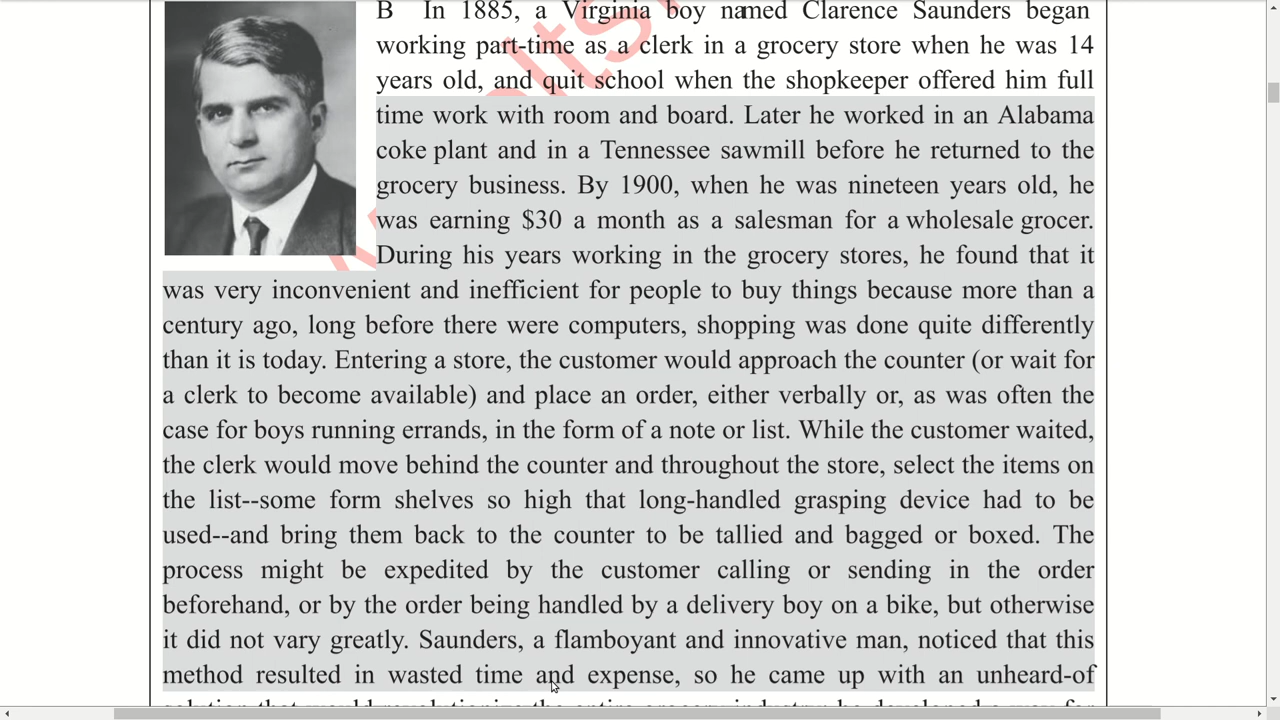 B In 1885, a Virginia boy named Clarence Saunders began
working part-time as a clerk in a grocery store when he was 14
years old, and quit school when the shopkeeper offered him full
time work with room and board. Later he worked in an Alabama
coke plant and in a Tennessee sawmill before he returned to the
grocery business. By 1900, when he was nineteen years old, he
was earning $30 a month as a salesman for a wholesale grocer.
During his years working in the grocery stores, he found that it
was very inconvenient and inefficient for people to buy things because more than a
century ago, long before there were computers, shopping was done quite differently
than it is today. Entering a store, the customer would approach the counter (or wait for
a clerk to become available) and place an order, either verbally or, as was often the
case for boys running errands, in the form of a note or list. While the customer waited,
the clerk would move behind the counter and throughout the store, select the items on
the list--some form shelves so high that long-handled grasping device had to be
used--and bring them back to the counter to be tallied and bagged or boxed. The
process might be expedited by the customer calling or sending in the order
beforehand, or by the order being handled by a delivery boy on a bike, but otherwise
it did not vary greatly. Saunders, a flamboyant and innovative man, noticed that this
method resulted in wasted time and expense, so he came up with an unheard-of
solution that would revolutionize the entire grocery industry: he developed a way for